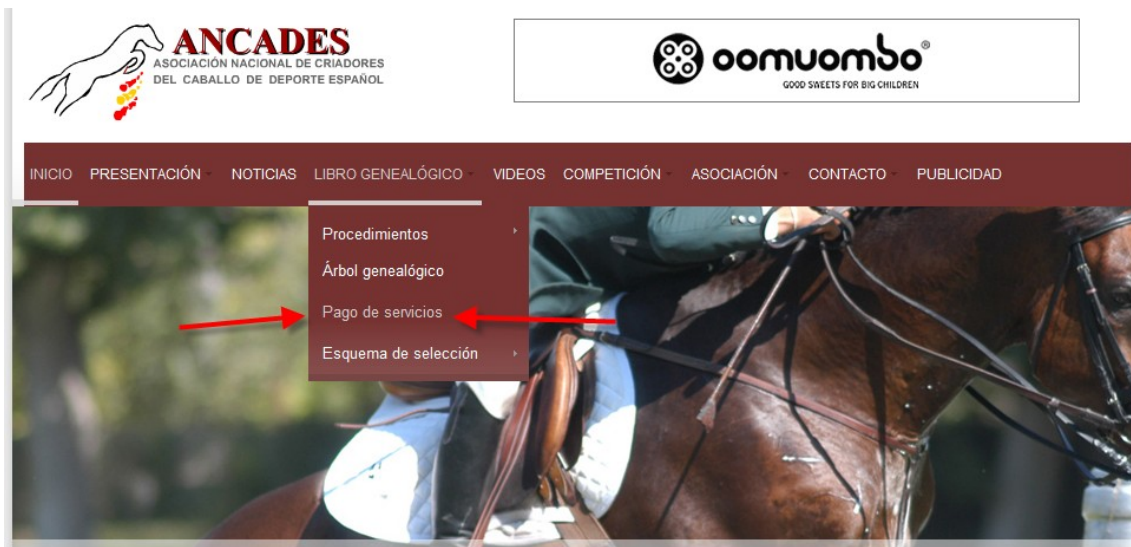 ANCADES
ASOCIACIÓN NACIONAL DE CRIADORES
DEL CABALLO DE DEPORTE ESPAÑOL
oomuombo®
GOOD SWEETS FOR BIG CHILDREN
INICIO PRESENTACIÓN NOTICIAS LIBRO GENEALÓGICO VIDEOS COMPETICIÓN ASOCIACIÓN CONTACTO PUBLICIDAD
Procedimientos
Árbol genealógico
Pago de servicios
Esquema de selección